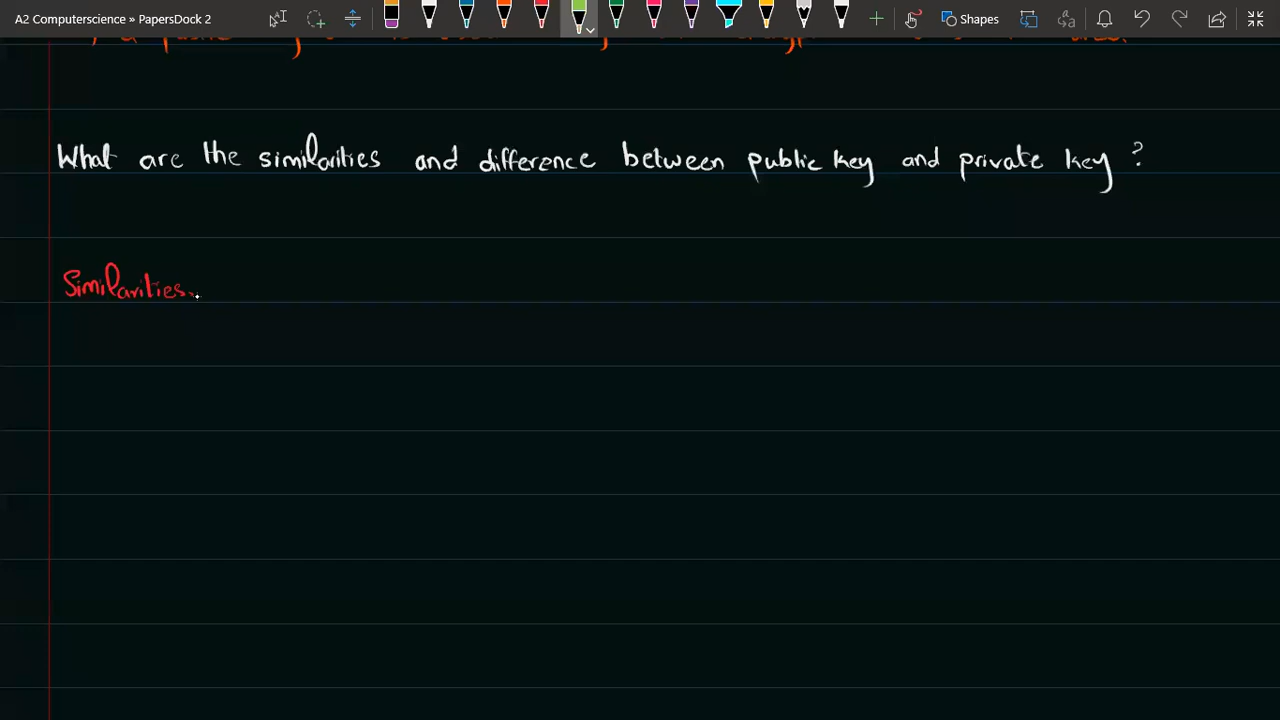 A2 Computerscience » PapersDock 2
Shapes
What are the similarities and difference between public key and private key ?
Similarities.